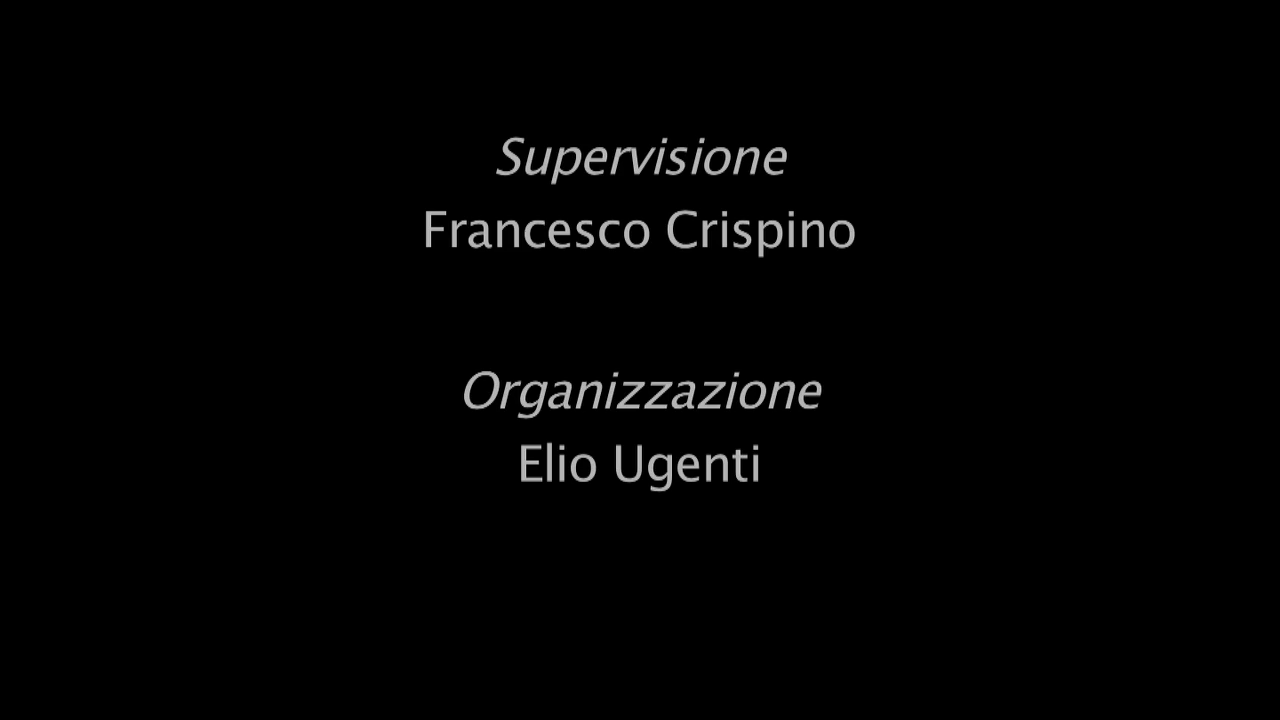 Supervisione
Francesco Crispino
Organizzazione
Elio Ugenti